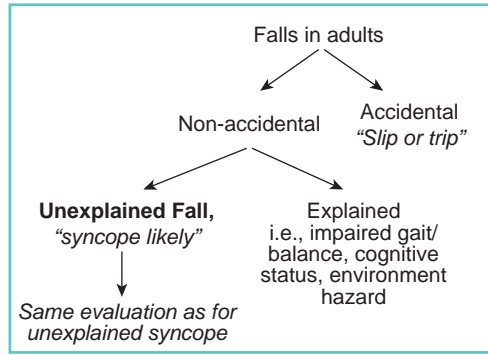 Falls in adults
Non-accidental
Accidental
“Slip or trip”
Unexplained Fall,
“syncope likely”
Explained
i.e., impaired gait/
balance, cognitive
status, environment
hazard
Same evaluation as for
unexplained syncope